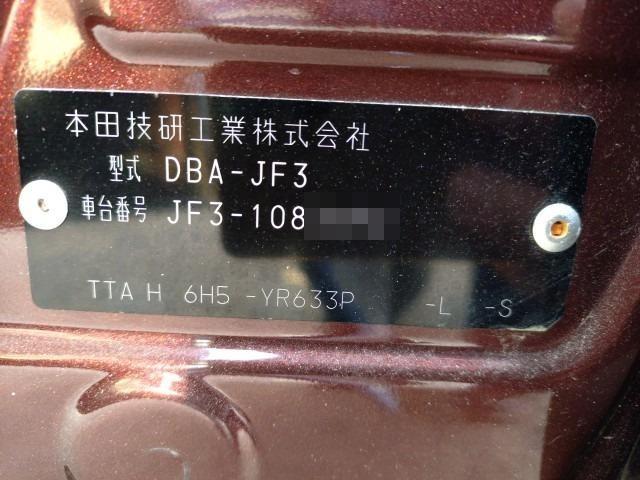 本田技研工業株式会社
型式 DBA-JF3
車台番号 JF3-108
TTA H 6H5 -YR633P -L -S